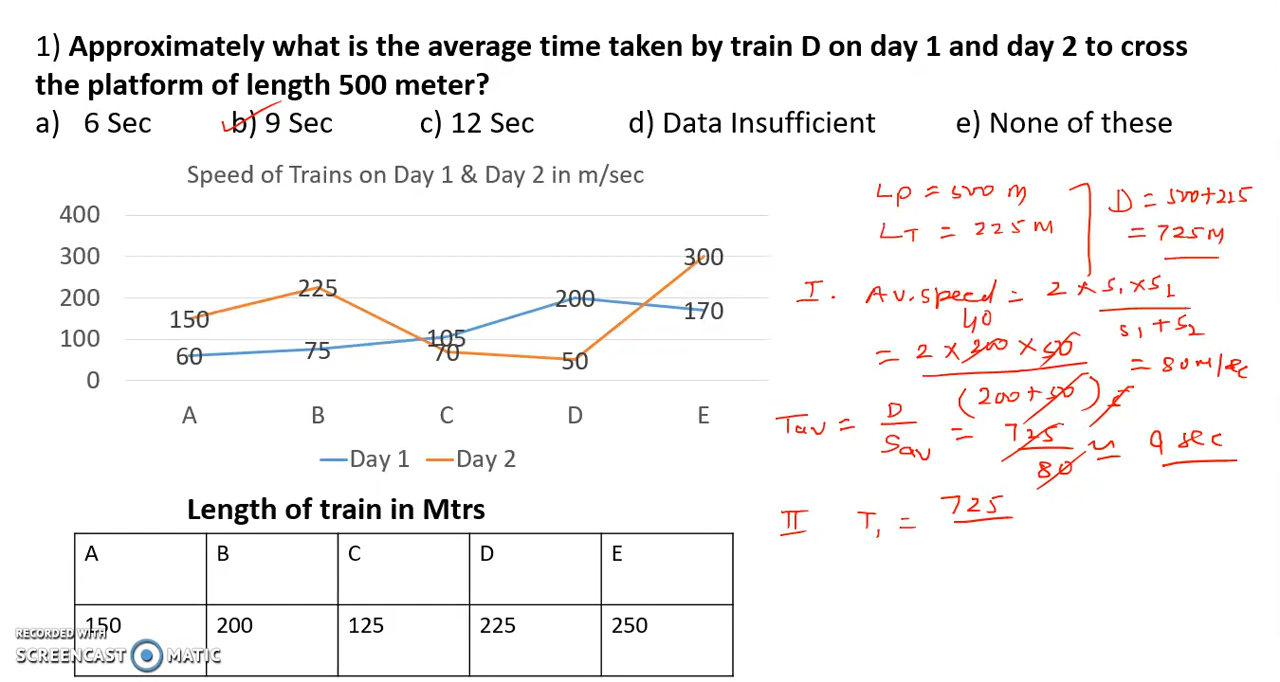 1) Approximately what is the average time taken by train D on day 1 and day 2 to cross
the platform of length 500 meter?
a) 6 Sec b) 9 Sec c) 12 Sec d) Data Insufficient e) None of these
Speed of Trains on Day 1 & Day 2 in m/sec
400
300
200
100
0
150
225
105
200
300
60
75
70
50
170
A B C D E
Day 1 Day 2
Length of train in Mtrs
A B C D E
150 200 125 225 250
RECORDED WITH
SCREENCAST MATIC
LP = 500 M
LT = 225 M
D = 500+225
= 725M
I. Av. speed = 2 × S1 × S2
S1 + S2
40
= 2 × 200 × 50
(200 + 50)
= 80 M/sec
Tav = D / Sav = 725 / 80 ≈ 9 sec
II T1 = 725